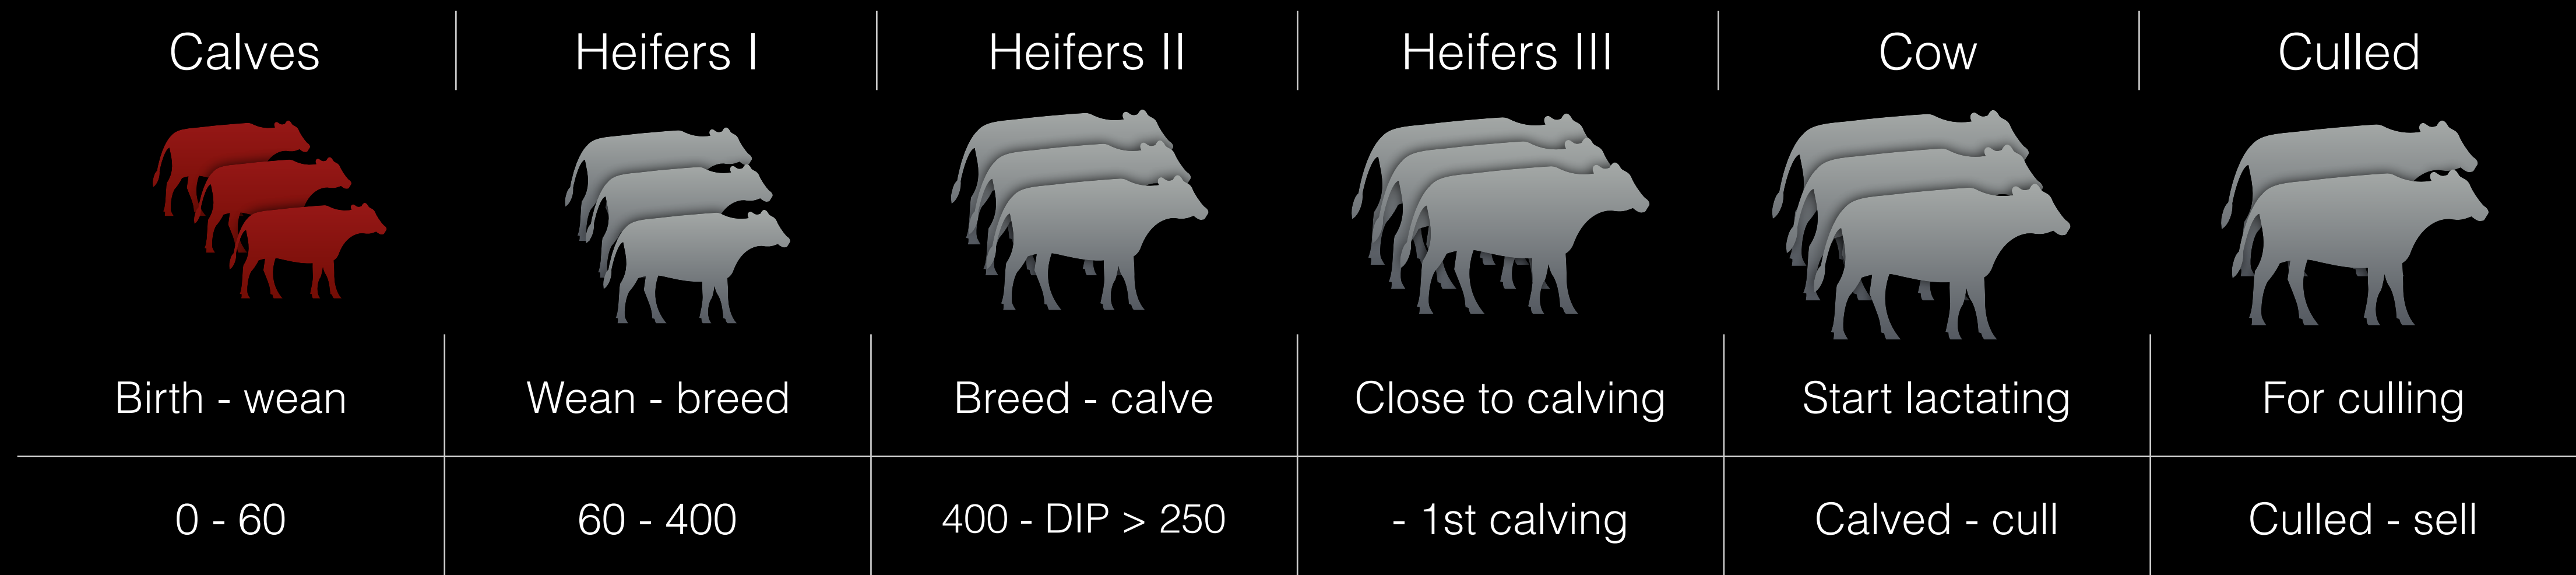 Calves Heifers I Heifers II Heifers III Cow Culled
Birth - wean Wean - breed Breed - calve Close to calving Start lactating For culling
0 - 60 60 - 400 400 - DIP > 250 - 1st calving Calved - cull Culled - sell